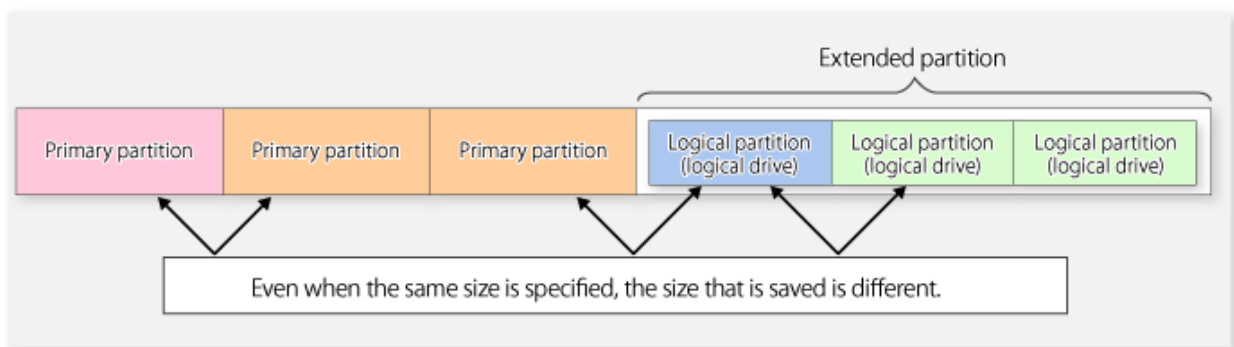 Extended partition
Primary partition
Primary partition
Primary partition
Logical partition
(logical drive)
Logical partition
(logical drive)
Logical partition
(logical drive)
Even when the same size is specified, the size that is saved is different.